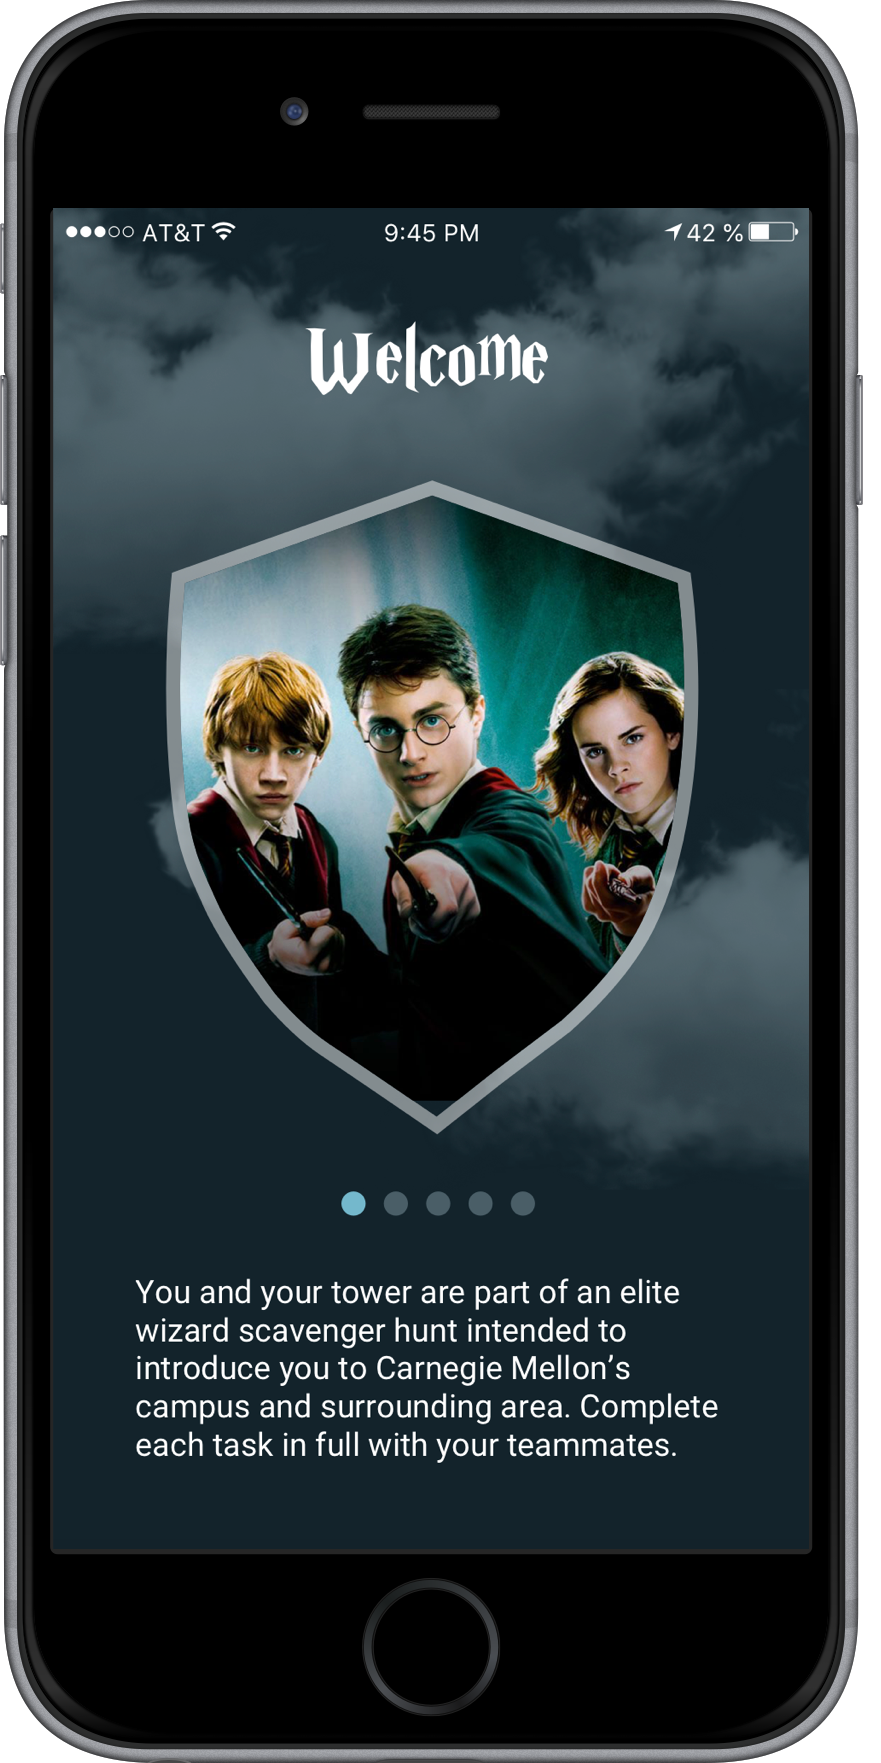 AT&T 9:45 PM 42 %
Welcome
You and your tower are part of an elite
wizard scavenger hunt intended to
introduce you to Carnegie Mellon’s
campus and surrounding area. Complete
each task in full with your teammates.